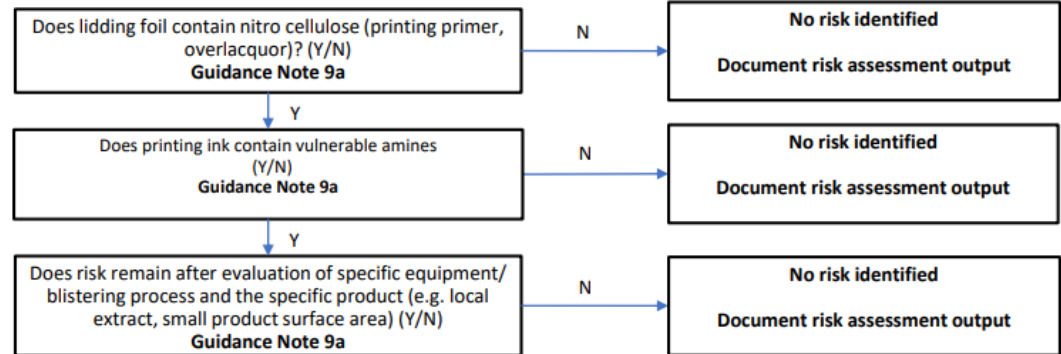 Does lidding foil contain nitro cellulose (printing primer,
overlacquor)? (Y/N)
Guidance Note 9a
N
No risk identified
Document risk assessment output
Y
Does printing ink contain vulnerable amines
(Y/N)
Guidance Note 9a
N
No risk identified
Document risk assessment output
Y
Does risk remain after evaluation of specific equipment/
blistering process and the specific product (e.g. local
extract, small product surface area) (Y/N)
Guidance Note 9a
N
No risk identified
Document risk assessment output